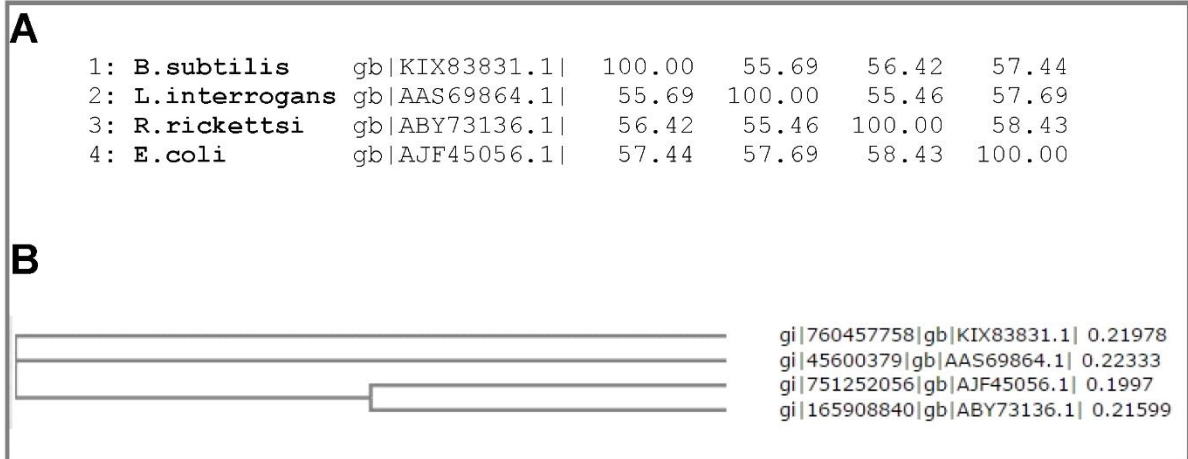 A
1: B.subtilis gb|KIX83831.1| 100.00 55.69 56.42 57.44
2: L.interrogans gb|AAS69864.1| 55.69 100.00 55.46 57.69
3: R.rickettsi gb|ABY73136.1| 56.42 55.46 100.00 58.43
4: E.coli gb|AJF45056.1| 57.44 57.69 58.43 100.00
B
gi|760457758|gb|KIX83831.1| 0.21978
gi|45600379|gb|AAS69864.1| 0.22333
gi|751252056|gb|AJF45056.1| 0.1997
gi|165908840|gb|ABY73136.1| 0.21599